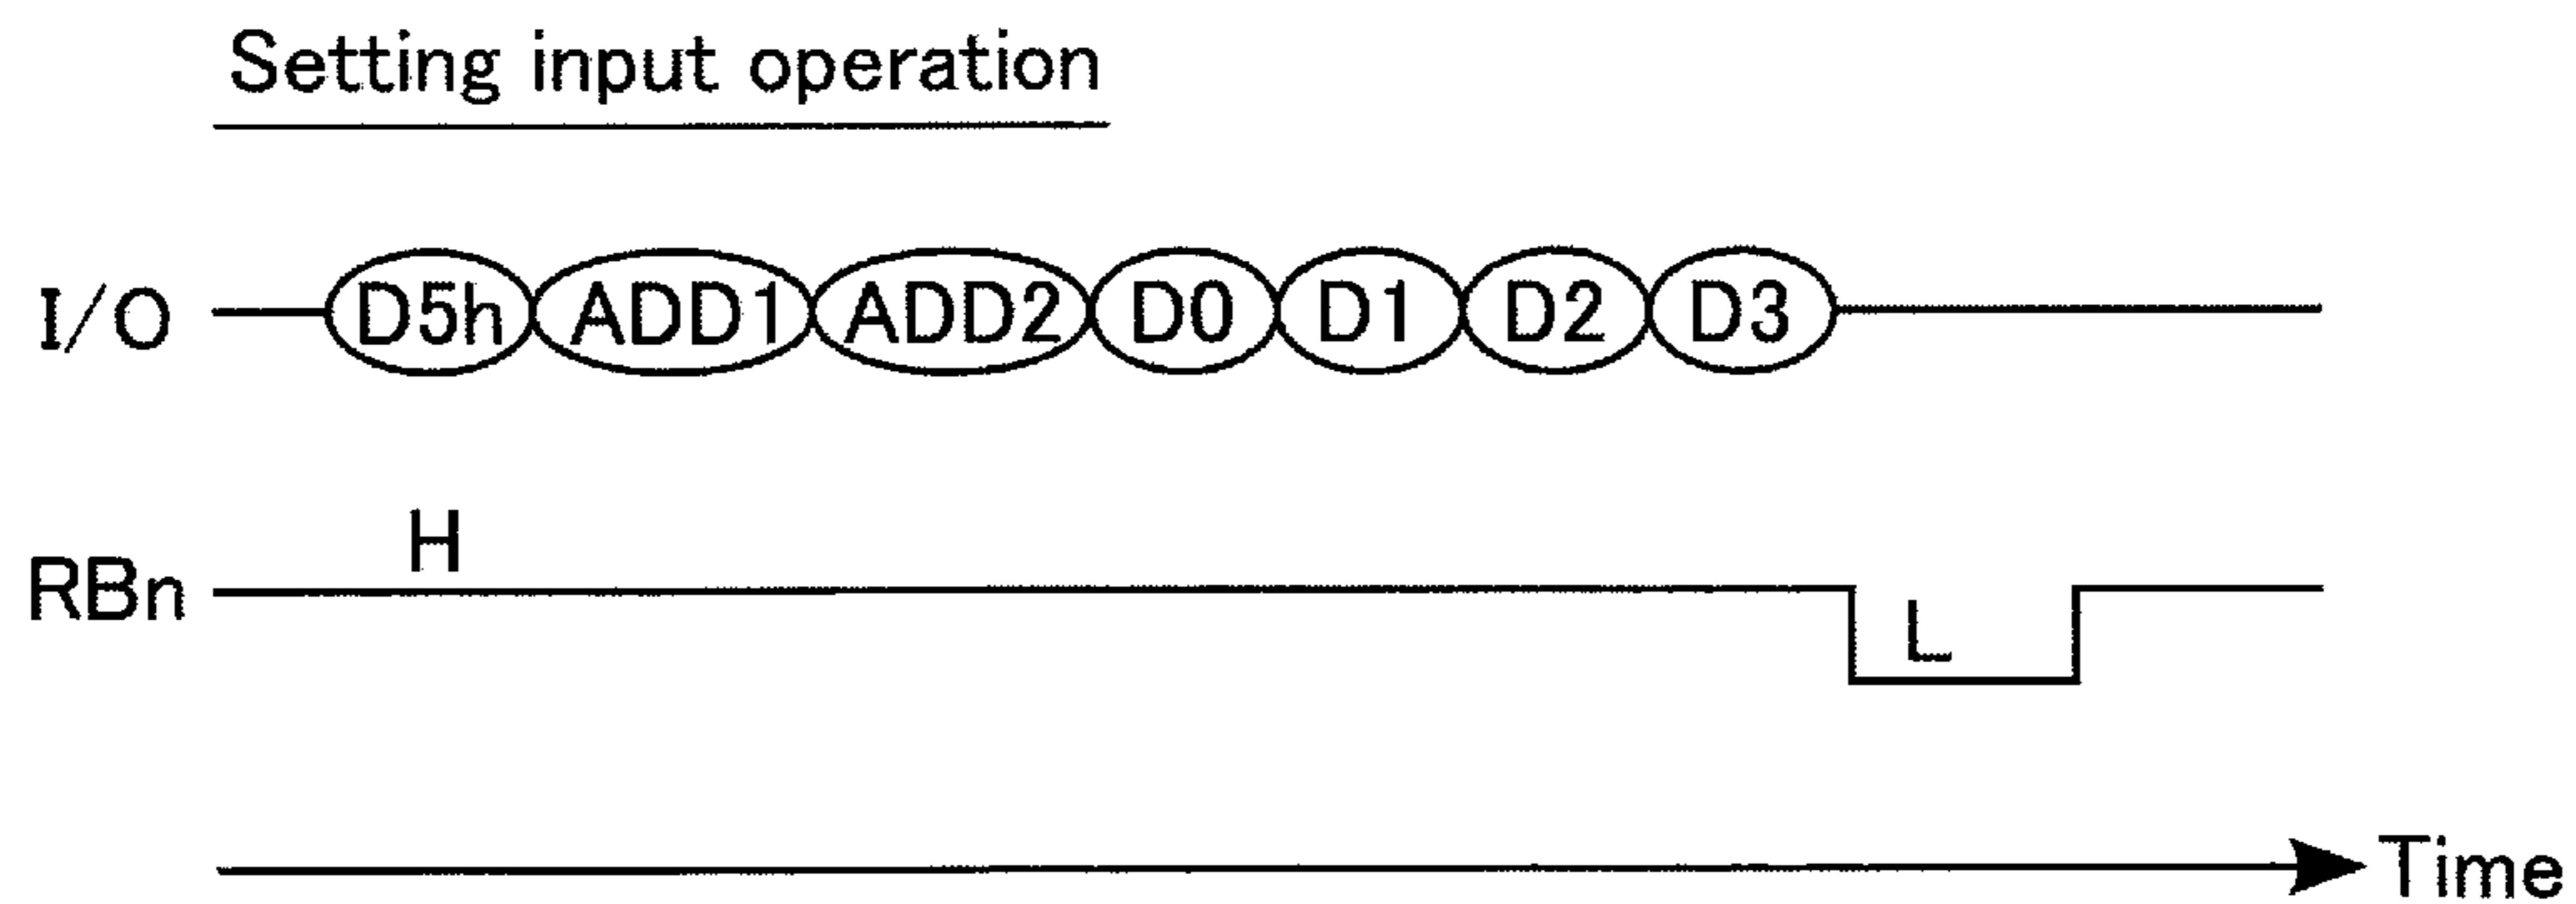 Setting input operation
I/O D5h ADD1 ADD2 D0 D1 D2 D3
H
RBn
L
Time